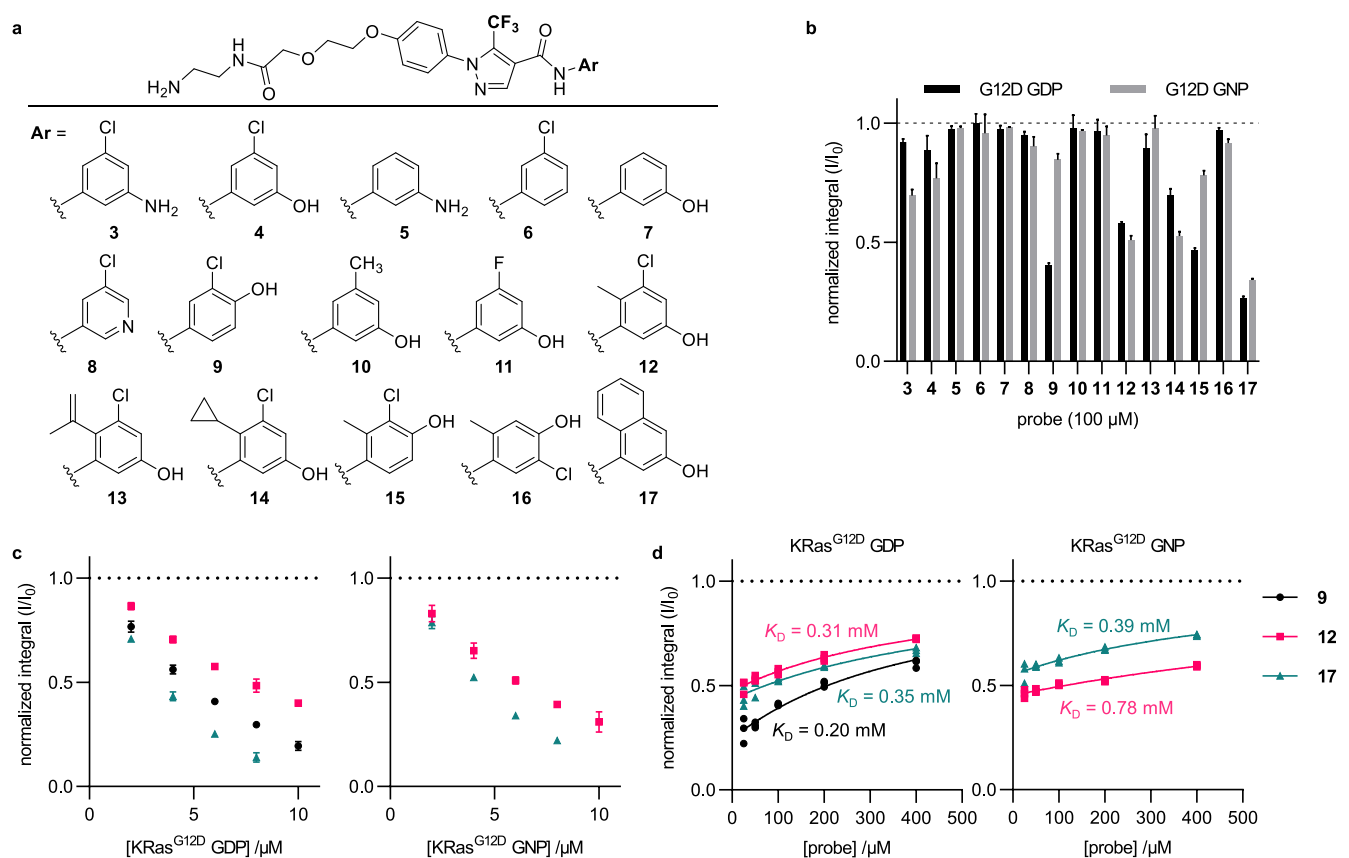 a
CF3
O
H
N
O
O
N
N
O
N
H
Ar
H2N
O
Ar =
Cl
NH2
3
Cl
OH
4
NH2
5
Cl
6
OH
7
Cl
N
8
Cl
OH
9
CH3
OH
10
F
OH
11
Cl
OH
12
Cl
OH
13
Cl
OH
14
Cl
OH
15
OH
Cl
16
OH
17
b
G12D GDP
G12D GNP
normalized integral (I/I0)
1.0
0.5
0.0
3 4 5 6 7 8 9 10 11 12 13 14 15 16 17
probe (100 µM)
c
normalized integral (I/I0)
1.0
0.5
0.0
0 5 10
[KRasG12D GDP] /µM
1.0
0.5
0.0
0 5 10
[KRasG12D GNP] /µM
d
KRasG12D GDP
normalized integral (I/I0)
1.0
0.5
0.0
KD = 0.31 mM
KD = 0.35 mM
KD = 0.20 mM
0 100 200 300 400 500
[probe] /µM
KRasG12D GNP
1.0
0.5
0.0
KD = 0.39 mM
KD = 0.78 mM
0 100 200 300 400 500
[probe] /µM
9
12
17